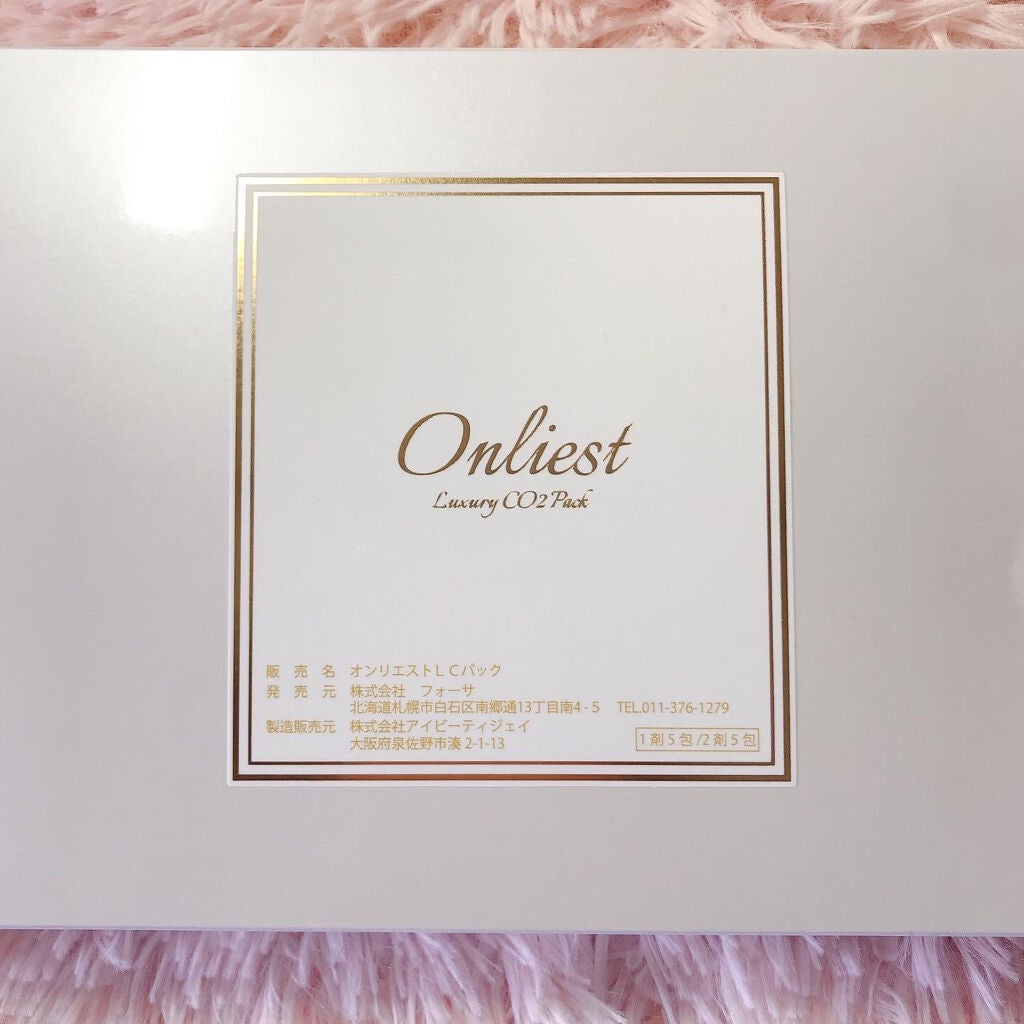 Onliest
Luxury CO2 Pack
販売名 オンリエストLCパック
発売元 株式会社 フォーサ
北海道札幌市白石区南郷通13丁目南4-5 TEL.011-376-1279
製造販売元 株式会社アイビーティジェイ
大阪府泉佐野市湊2-1-13
1剤5包/2剤5包